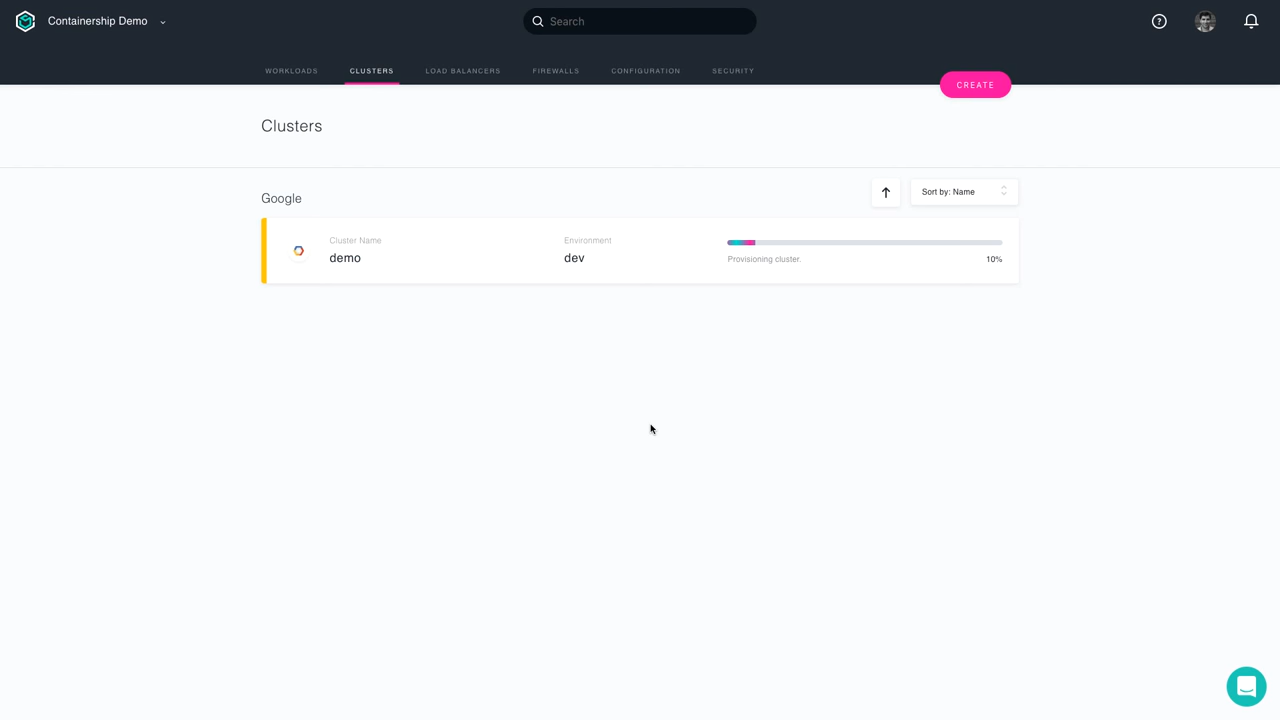 Containership Demo
Search
WORKLOADS
CLUSTERS
LOAD BALANCERS
FIREWALLS
CONFIGURATION
SECURITY
CREATE
Clusters
Google
Sort by: Name
Cluster Name
Environment
demo
dev
Provisioning cluster.
10%